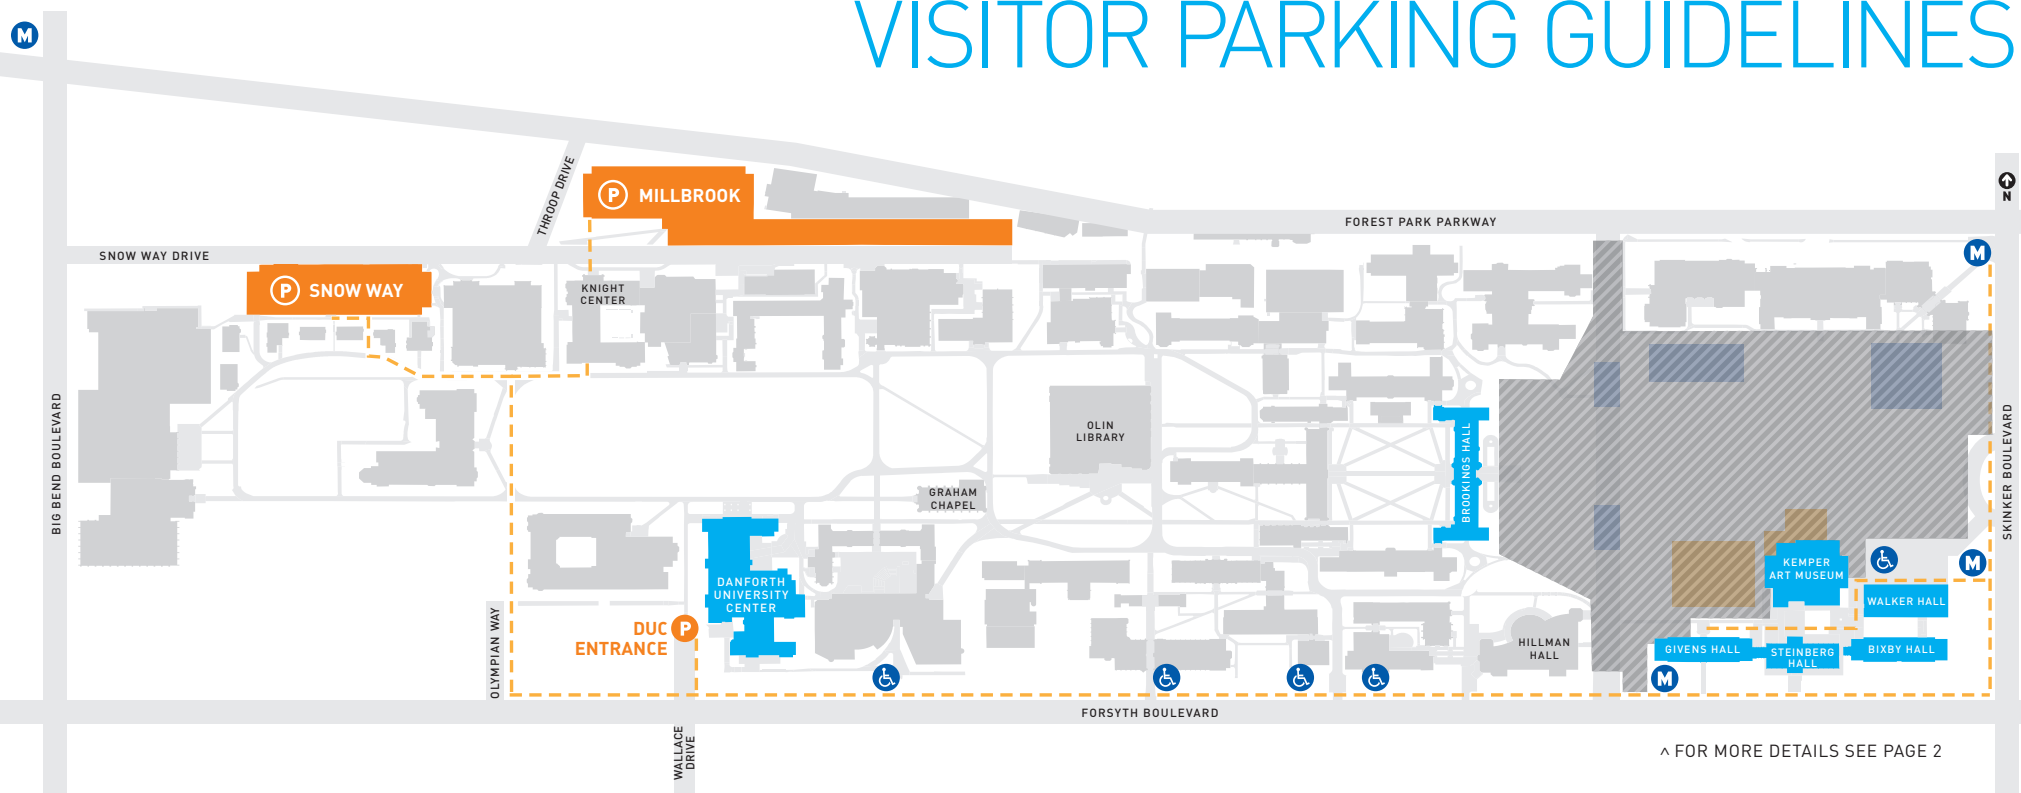 VISITOR PARKING GUIDELINES
M
THROOP DRIVE
P MILLBROOK
N
FOREST PARK PARKWAY
SNOW WAY DRIVE
M
P SNOW WAY
KNIGHT
CENTER
BIG BEND BOULEVARD
OLIN
LIBRARY
BROOKINGS HALL
SKINKER BOULEVARD
GRAHAM
CHAPEL
KEMPER
ART MUSEUM
M
DANFORTH
UNIVERSITY
CENTER
WALKER HALL
OLYMPIAN WAY
DUC
ENTRANCE
P
HILLMAN
HALL
GIVENS HALL
STEINBERG
HALL
BIXBY HALL
M
FORSYTH BOULEVARD
WALLACE
DRIVE
^ FOR MORE DETAILS SEE PAGE 2